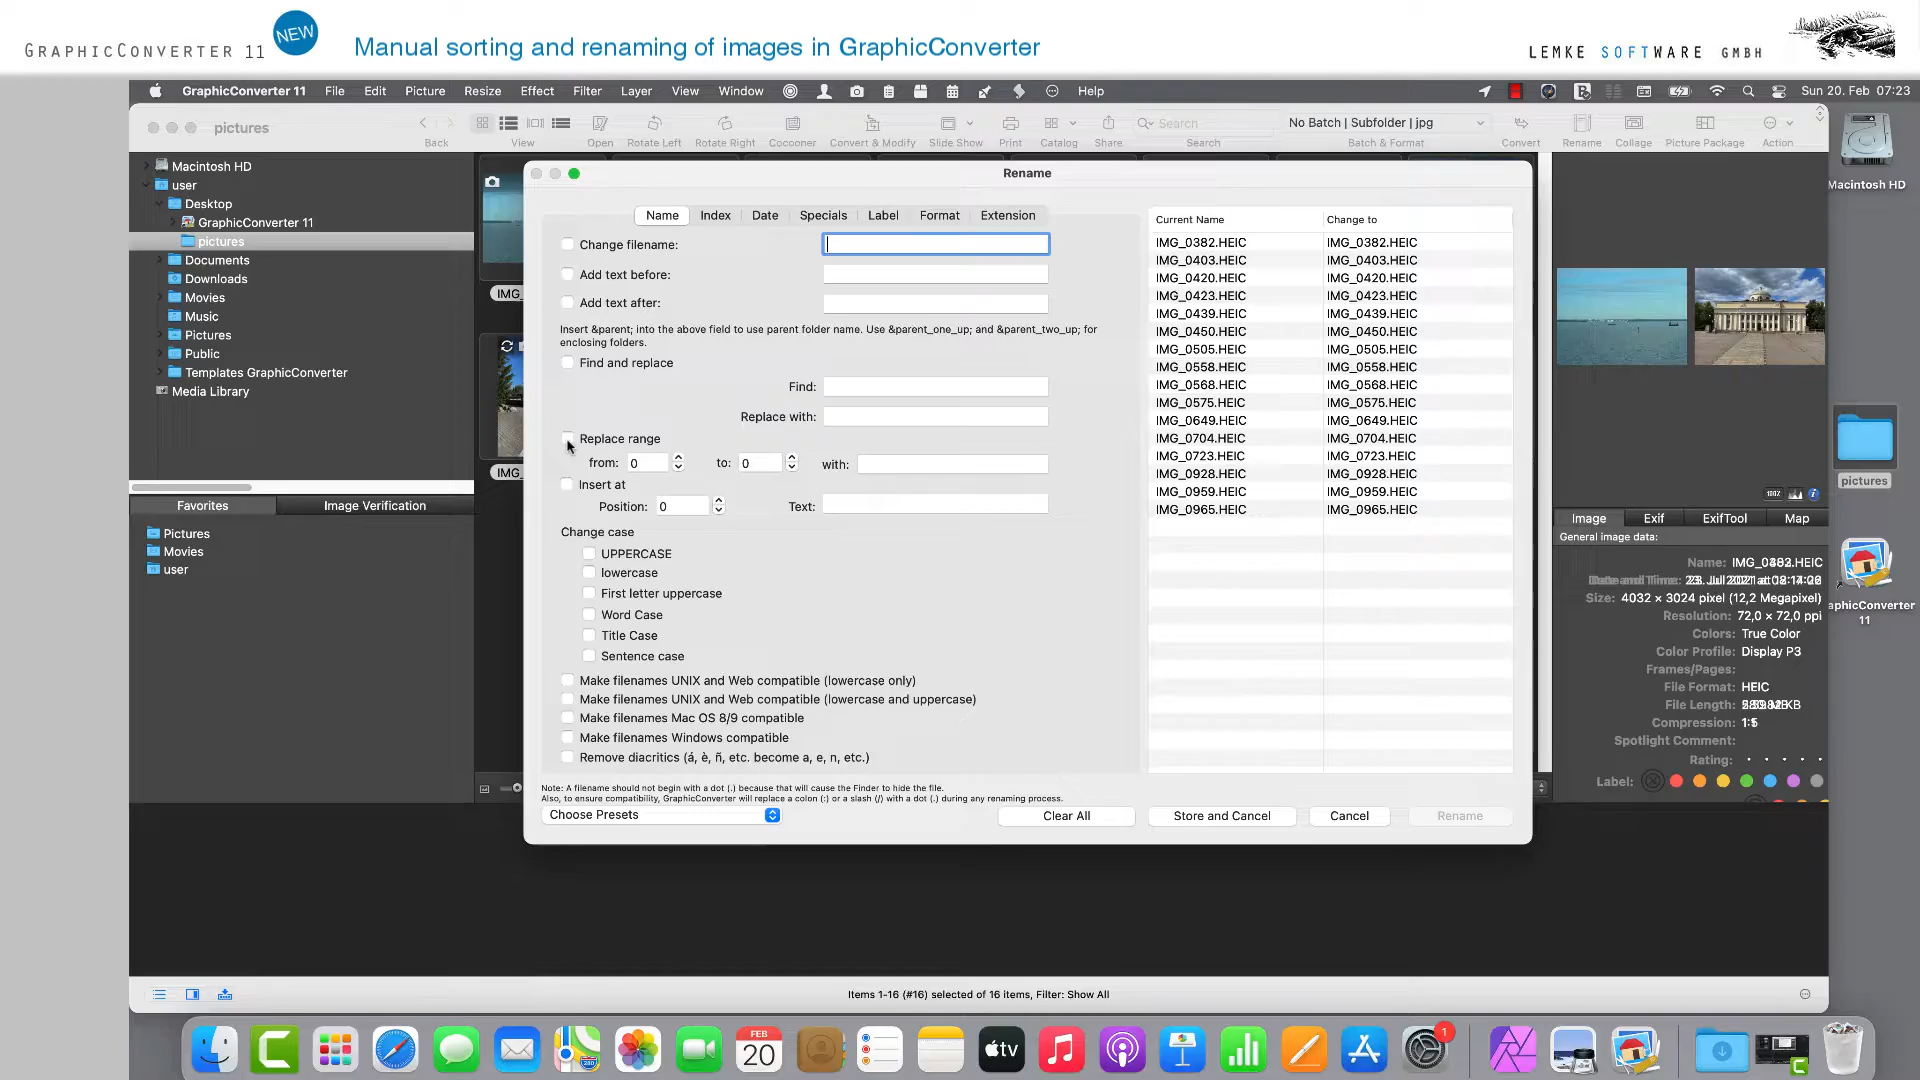 GRAPHICCONVERTER 11
NEW
Manual sorting and renaming of images in GraphicConverter
LEMKE SOFTWARE GMBH
GraphicConverter 11 File Edit Picture Resize Effect Filter Layer View Window Help
Sun 20. Feb 07:23
pictures
Search
No Batch | Subfolder | jpg
Back View Open Rotate Left Rotate Right Cocooner Convert & Modify Slide Show Print Catalog Share Search Batch & Format Convert Rename Collage Picture Package Action
Macintosh HD
user
Desktop
GraphicConverter 11
pictures
Documents
Downloads
Movies
Music
Pictures
Public
Templates GraphicConverter
Media Library
Favorites Image Verification
Pictures
Movies
user
IMG_
IMG_
Rename
Name Index Date Specials Label Format Extension
Change filename:
Add text before:
Add text after:
Insert &parent; into the above field to use parent folder name. Use &parent_one_up; and &parent_two_up; for
enclosing folders.
Find and replace
Find:
Replace with:
Replace range
from: 0 to: 0 with:
Insert at
Position: 0 Text:
Change case
UPPERCASE
lowercase
First letter uppercase
Word Case
Title Case
Sentence case
Make filenames UNIX and Web compatible (lowercase only)
Make filenames UNIX and Web compatible (lowercase and uppercase)
Make filenames Mac OS 8/9 compatible
Make filenames Windows compatible
Remove diacritics (á, è, ñ, etc. become a, e, n, etc.)
Note: A filename should not begin with a dot (.) because that will cause the Finder to hide the file.
Also, to ensure compatibility, GraphicConverter will replace a colon (:) or a slash (/) with a dot (.) during any renaming process.
Choose Presets
Clear All
Store and Cancel
Cancel
Rename
Current Name Change to
IMG_0382.HEIC IMG_0382.HEIC
IMG_0403.HEIC IMG_0403.HEIC
IMG_0420.HEIC IMG_0420.HEIC
IMG_0423.HEIC IMG_0423.HEIC
IMG_0439.HEIC IMG_0439.HEIC
IMG_0450.HEIC IMG_0450.HEIC
IMG_0505.HEIC IMG_0505.HEIC
IMG_0558.HEIC IMG_0558.HEIC
IMG_0568.HEIC IMG_0568.HEIC
IMG_0575.HEIC IMG_0575.HEIC
IMG_0649.HEIC IMG_0649.HEIC
IMG_0704.HEIC IMG_0704.HEIC
IMG_0723.HEIC IMG_0723.HEIC
IMG_0928.HEIC IMG_0928.HEIC
IMG_0959.HEIC IMG_0959.HEIC
IMG_0965.HEIC IMG_0965.HEIC
Image Exif ExifTool Map
General image data:
Name:
Date and Time:
Size: 4032 × 3024 pixel (12,2 Megapixel)
Resolution: 72,0 × 72,0 ppi
Colors: True Color
Color Profile: Display P3
Frames/Pages:
File Format: HEIC
File Length:
Compression:
Spotlight Comment:
Rating:
Label:
Macintosh HD
pictures
aphicConverter
11
Items 1-16 (#16) selected of 16 items, Filter: Show All
FEB
20
tv
1